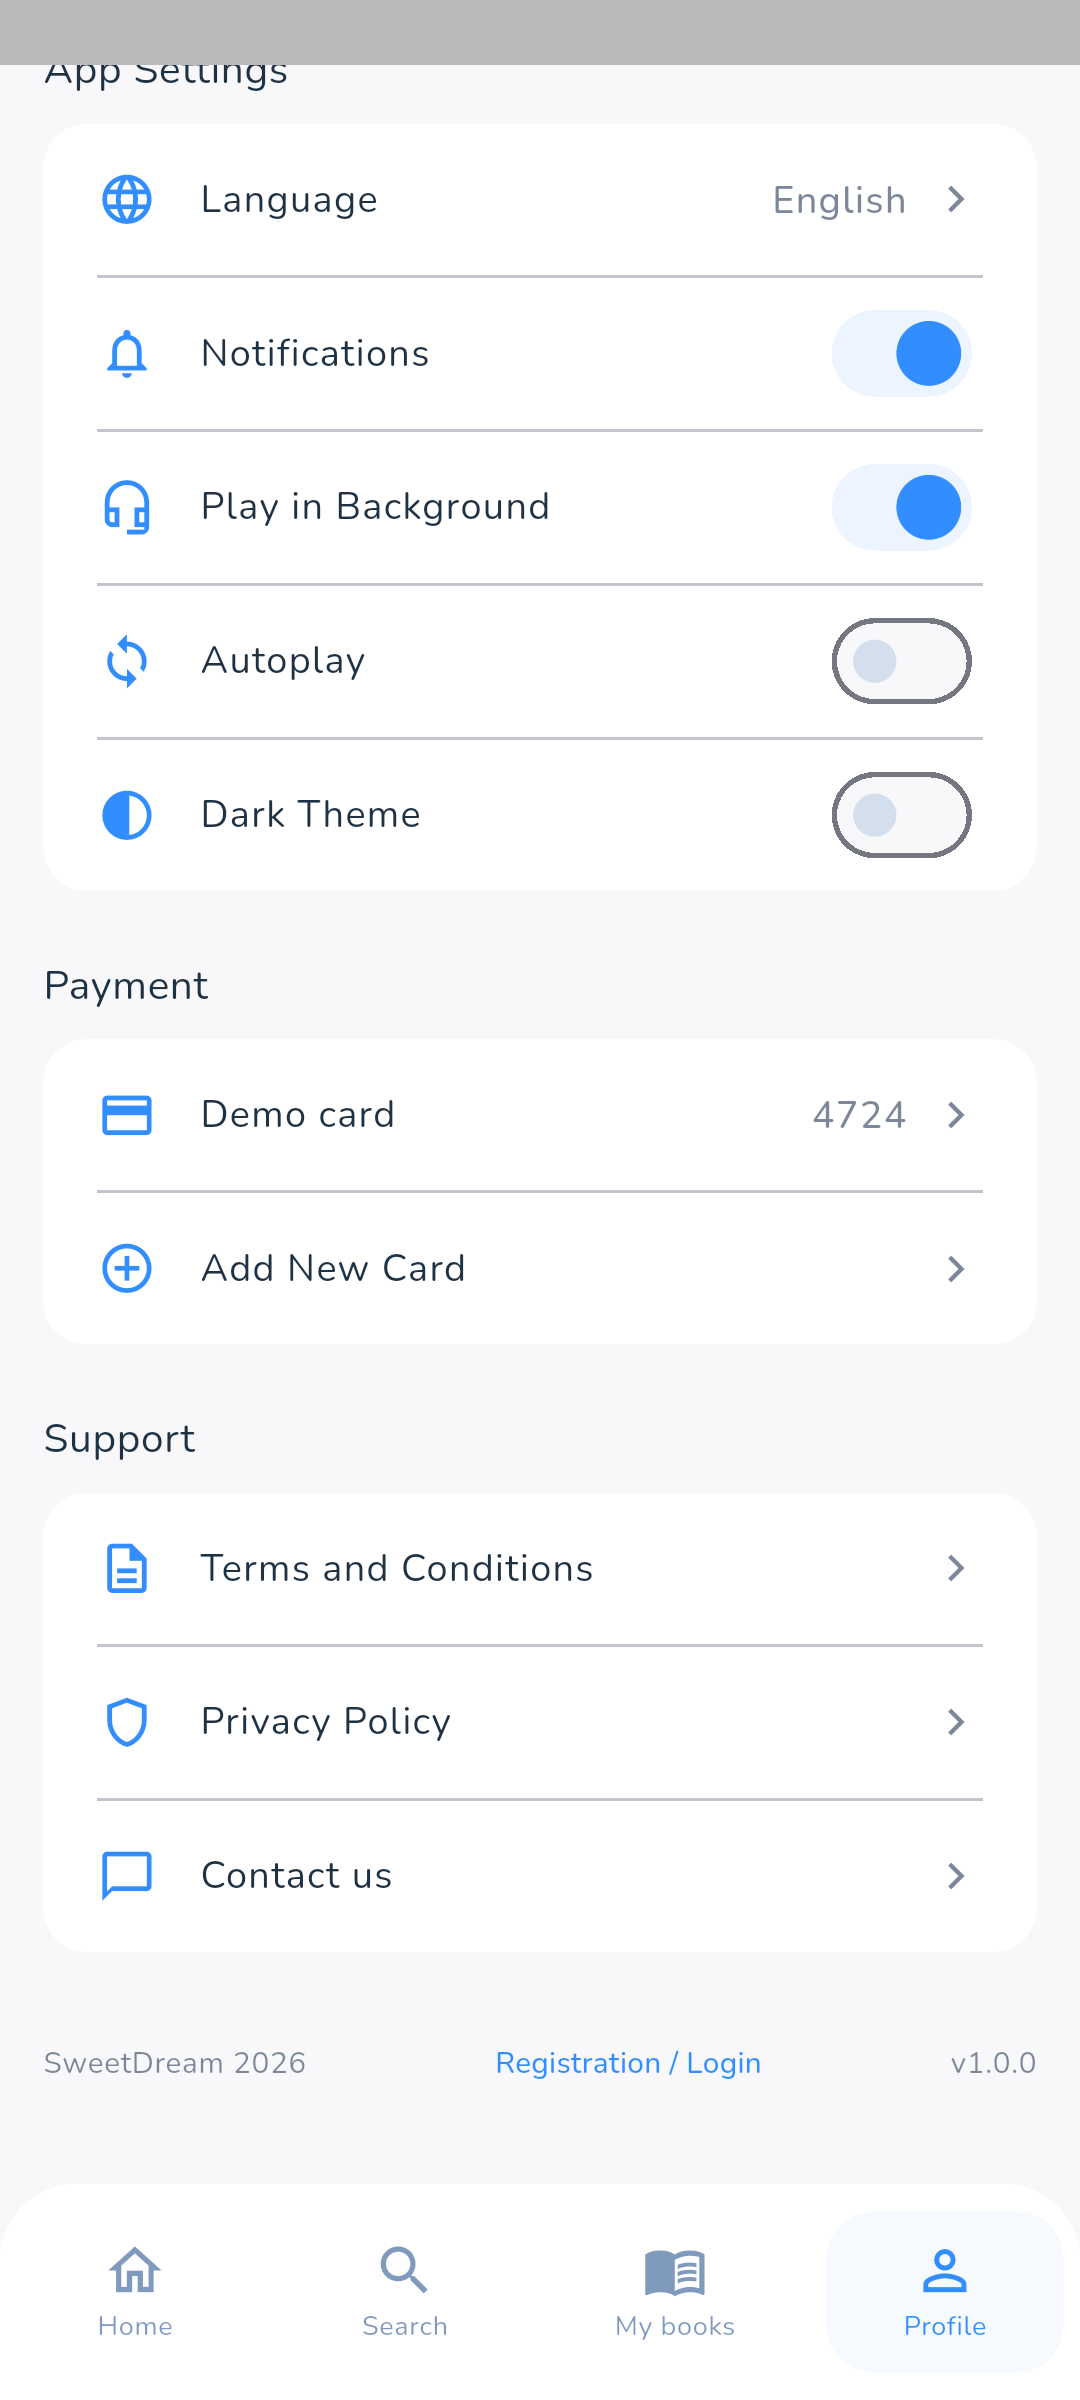 App Settings
Language English
Notifications
Play in Background
Autoplay
Dark Theme
Payment
Demo card 4724
Add New Card
Support
Terms and Conditions
Privacy Policy
Contact us
SweetDream 2026 Registration / Login v1.0.0
Home Search My books Profile